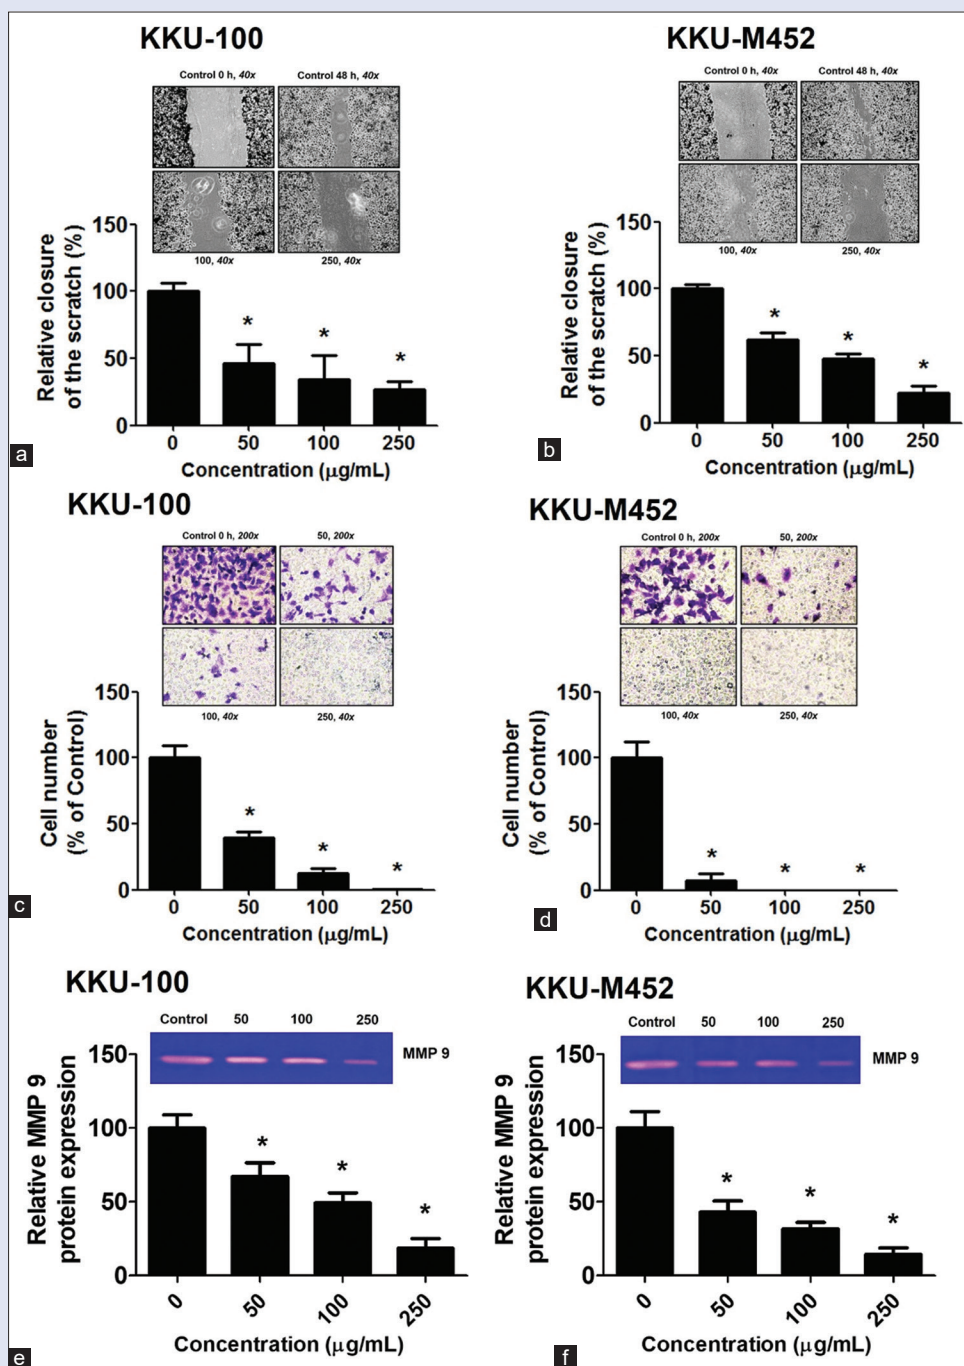 KKU-100
Control 0 h, 40x Control 48 h, 40x
100, 40x 250, 40x
Relative closure
of the scratch (%)
150
100
50
0
0 50 100 250
Concentration (μg/mL)
a
KKU-M452
Control 0 h, 40x Control 48 h, 40x
100, 40x 250, 40x
Relative closure
of the scratch (%)
150
100
50
0
* * *
0 50 100 250
Concentration (μg/mL)
b
KKU-100
Control 0 h, 200x 50, 200x
100, 40x 250, 40x
Cell number
(% of Control)
150
100
50
0
* * *
0 50 100 250
Concentration (μg/mL)
c
KKU-M452
Control 0 h, 200x 50, 200x
100, 40x 250, 40x
Cell number
(% of Control)
150
100
50
0
* * *
0 50 100 250
Concentration (μg/mL)
d
KKU-100
Control 50 100 250
MMP 9
Relative MMP 9
protein expression
150
100
50
0
* * *
0 50 100 250
Concentration (μg/mL)
e
KKU-M452
Control 50 100 250
MMP 9
Relative MMP 9
protein expression
150
100
50
0
* * *
0 50 100 250
Concentration (μg/mL)
f